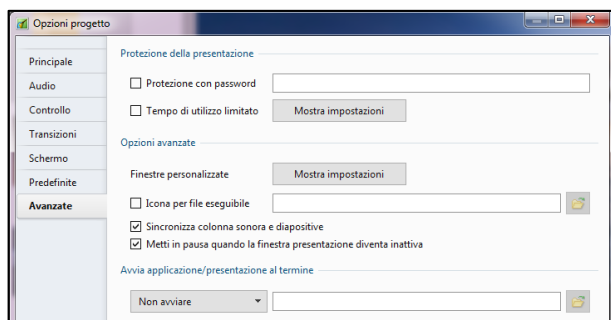 Opzioni progetto
Principale
Audio
Controllo
Transizioni
Schermo
Predefinite
Avanzate
Protezione della presentazione
Protezione con password
Tempo di utilizzo limitato
Mostra impostazioni
Opzioni avanzate
Finestre personalizzate
Mostra impostazioni
Icona per file eseguibile
Sincronizza colonna sonora e diapositive
Metti in pausa quando la finestra presentazione diventa inattiva
Avvia applicazione/presentazione al termine
Non avviare